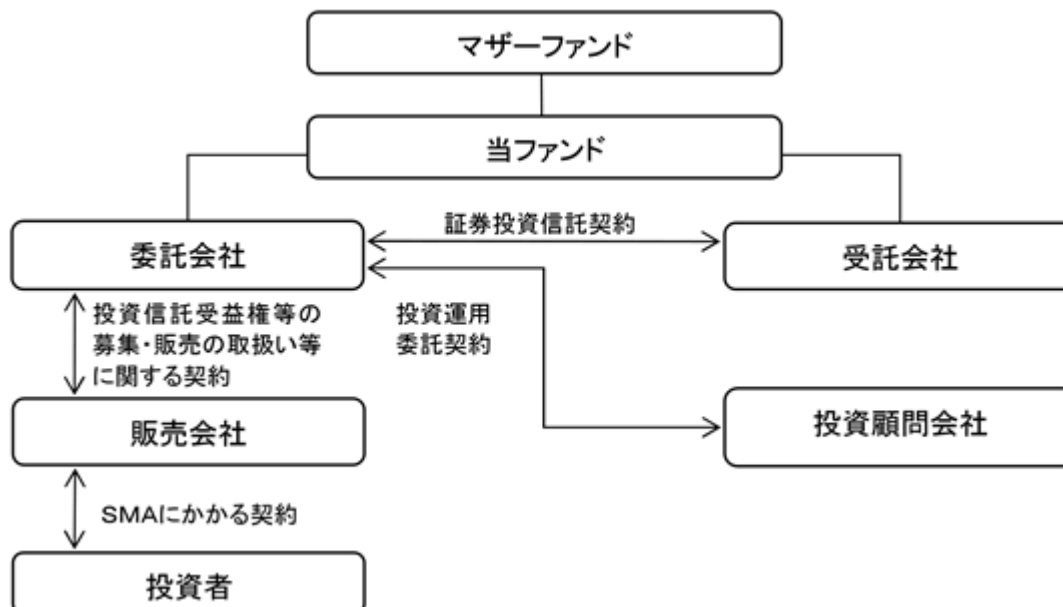 マザーファンド
当ファンド
証券投資信託契約
委託会社
受託会社
投資信託受益権等の
募集・販売の取扱い等
に関する契約
投資運用
委託契約
販売会社
投資顧問会社
SMAにかかる契約
投資者